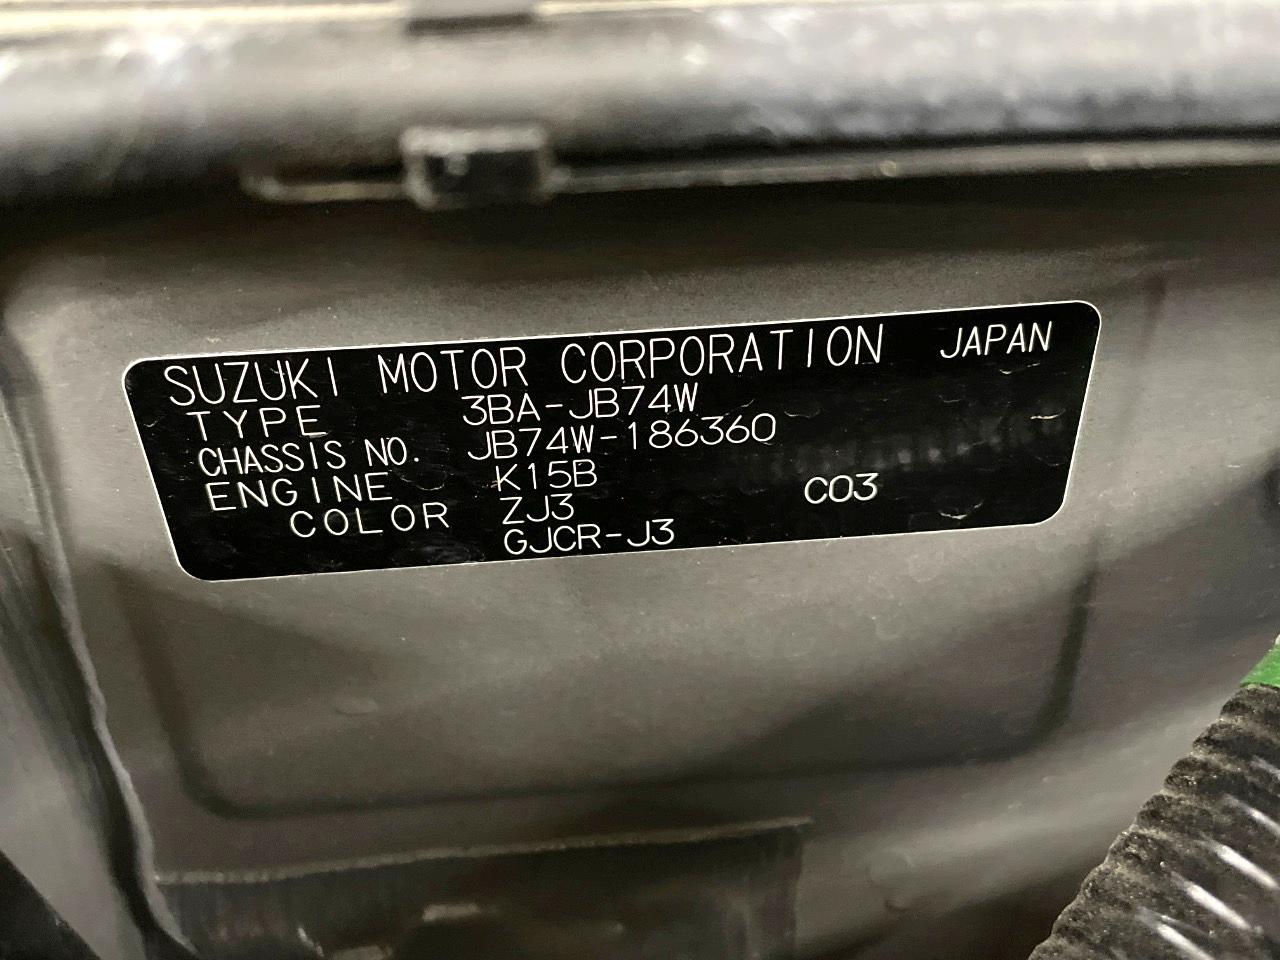 SUZUKI MOTOR CORPORATION JAPAN
TYPE 3BA-JB74W
CHASSIS NO. JB74W-186360
ENGINE K15B
COLOR ZJ3 C03
GJCR-J3